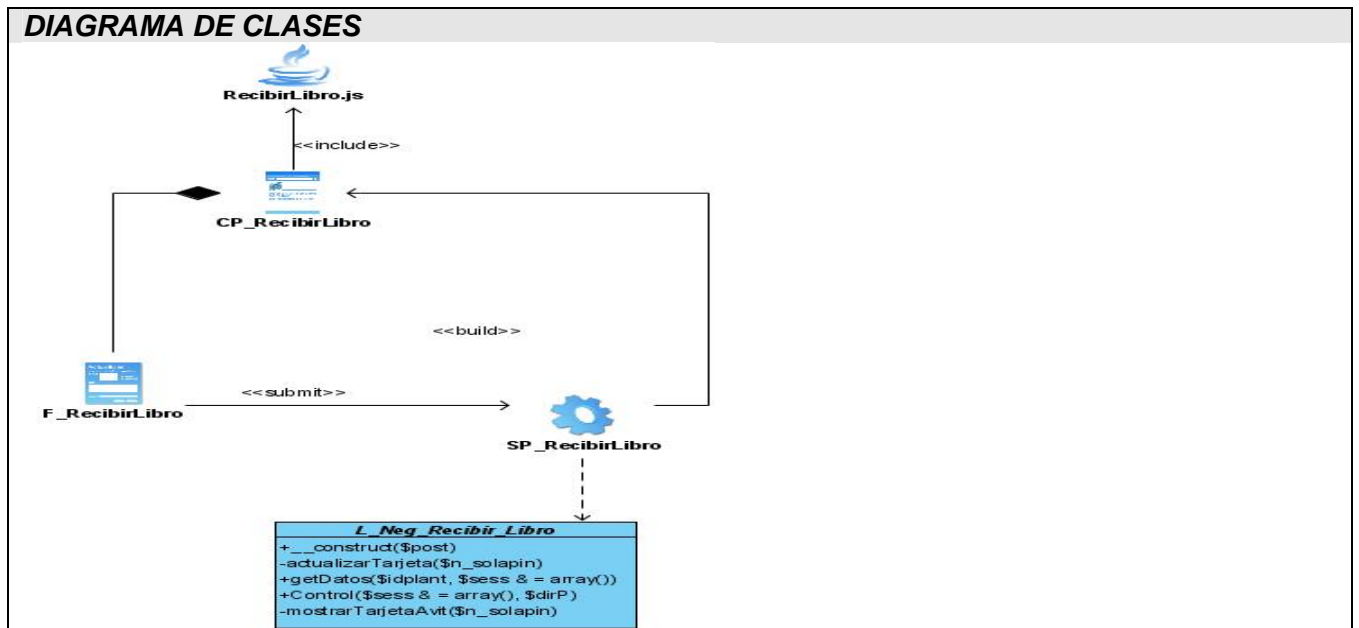 DIAGRAMA DE CLASES
RecibirLibro.js
<<include>>
CP_RecibirLibro
<<build>>
<<submit>>
F_RecibirLibro
SP_RecibirLibro
L_Neg_Recibir_Libro
+__construct($post)
-actualizarTarjeta($n_solapin)
+getDatos($idplant, $sess & = array())
+Control($sess & = array(), $dirP)
-mostrarTarjetaAvit($n_solapin)